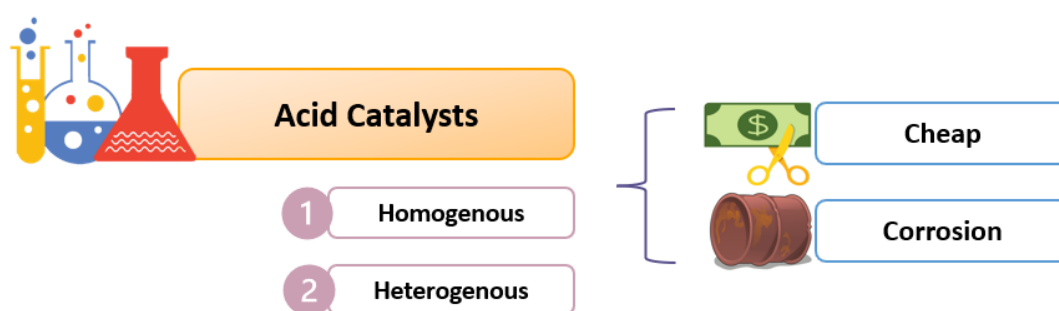 Acid Catalysts
1 Homogenous
2 Heterogenous
$
Cheap
Corrosion